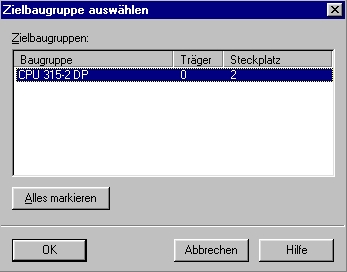 Zielbaugruppe auswählen
Zielbaugruppen:
Baugruppe Träger Steckplatz
CPU 315-2 DP 0 2
Alles markieren
OK Abbrechen Hilfe